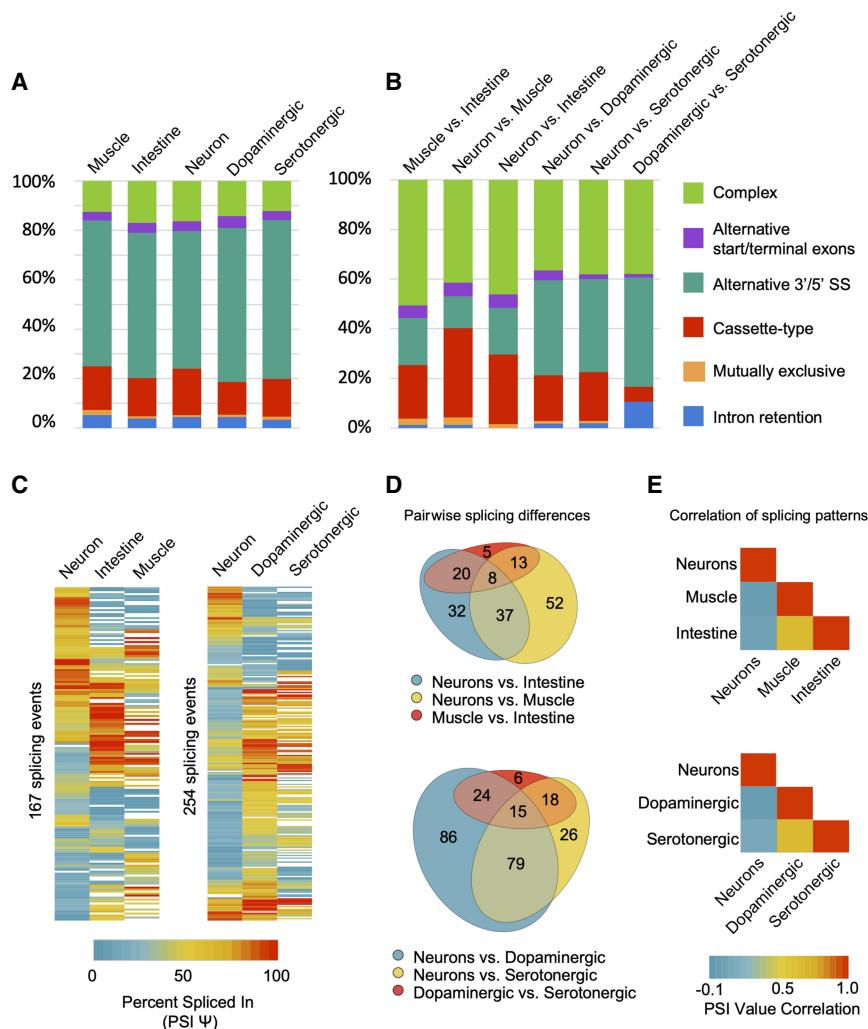 A
Muscle
Intestine
Neuron
Dopaminergic
Serotonergic
100%
80%
60%
40%
20%
0%
B
Muscle vs. Intestine
Neuron vs. Muscle
Neuron vs. Intestine
Neuron vs. Dopaminergic
Neuron vs. Serotonergic
Dopaminergic vs. Serotonergic
100%
80%
60%
40%
20%
0%
Complex
Alternative
start/terminal exons
Alternative 3'/5' SS
Cassette-type
Mutually exclusive
Intron retention
C
Neuron
Intestine
Muscle
167 splicing events
Neuron
Dopaminergic
Serotonergic
254 splicing events
0
50
100
Percent Spliced In
(PSI Ψ)
D
Pairwise splicing differences
5
20
8
13
32
37
52
Neurons vs. Intestine
Neurons vs. Muscle
Muscle vs. Intestine
6
24
15
18
86
79
26
Neurons vs. Dopaminergic
Neurons vs. Serotonergic
Dopaminergic vs. Serotonergic
E
Correlation of splicing patterns
Neurons
Muscle
Intestine
Neurons
Muscle
Intestine
Neurons
Dopaminergic
Serotonergic
Neurons
Dopaminergic
Serotonergic
-0.1
0.5
1.0
PSI Value Correlation